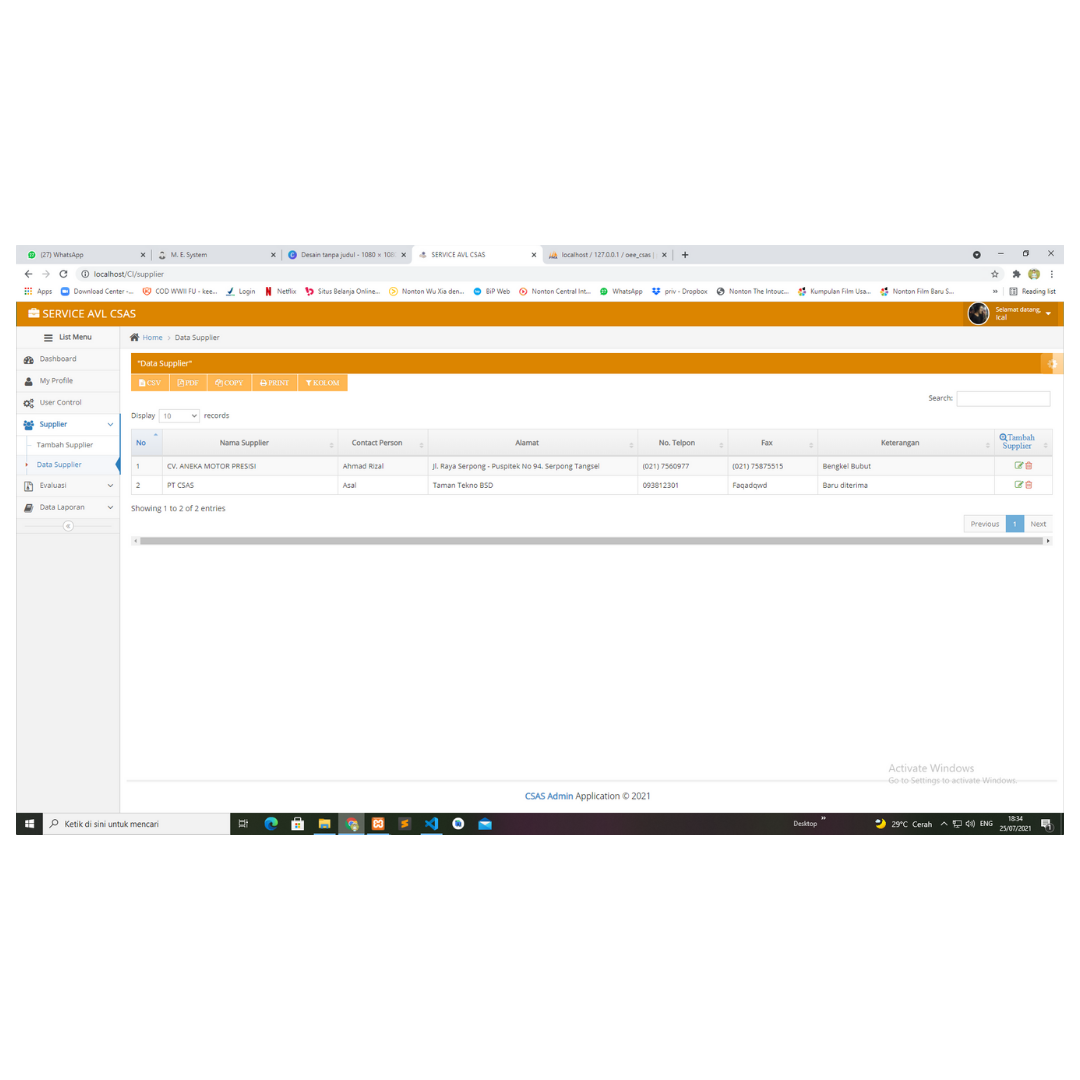 (27) WhatsApp M. E. System Desain tanpa judul - 1080 × 108 SERVICE AVL CSAS localhost / 127.0.0.1 / oee_csas |
localhost/CI/supplier
Apps Download Center -... COD WWII FU - kee... Login Netflix Situs Belanja Online... Nonton Wu Xia den... BiP Web Nonton Central Int... WhatsApp priv - Dropbox Nonton The Intouc... Kumpulan Film Usa... Nonton Film Baru S... » Reading list
SERVICE AVL CSAS
Selamat datang,
Ical
List Menu
Home > Data Supplier
Dashboard
My Profile
User Control
Supplier
Tambah Supplier
Data Supplier
Evaluasi
Data Laporan
"Data Supplier"
CSV PDF COPY PRINT KOLOM
Search:
Display 10 records
No Nama Supplier Contact Person Alamat No. Telpon Fax Keterangan Tambah Supplier
1 CV. ANEKA MOTOR PRESISI Ahmad Rizal Jl. Raya Serpong - Puspitek No 94. Serpong Tangsel (021) 7560977 (021) 75875515 Bengkel Bubut
2 PT CSAS Asal Taman Tekno BSD 093812301 Faqadqwd Baru diterima
Showing 1 to 2 of 2 entries
Previous 1 Next
Activate Windows
Go to Settings to activate Windows.
CSAS Admin Application © 2021
Ketik di sini untuk mencari
Desktop » 29°C Cerah ENG 18:34
25/07/2021
1